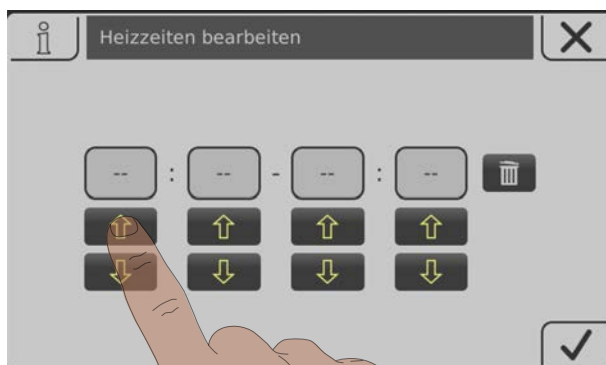 Heizzeiten bearbeiten
-- : -- - -- : --